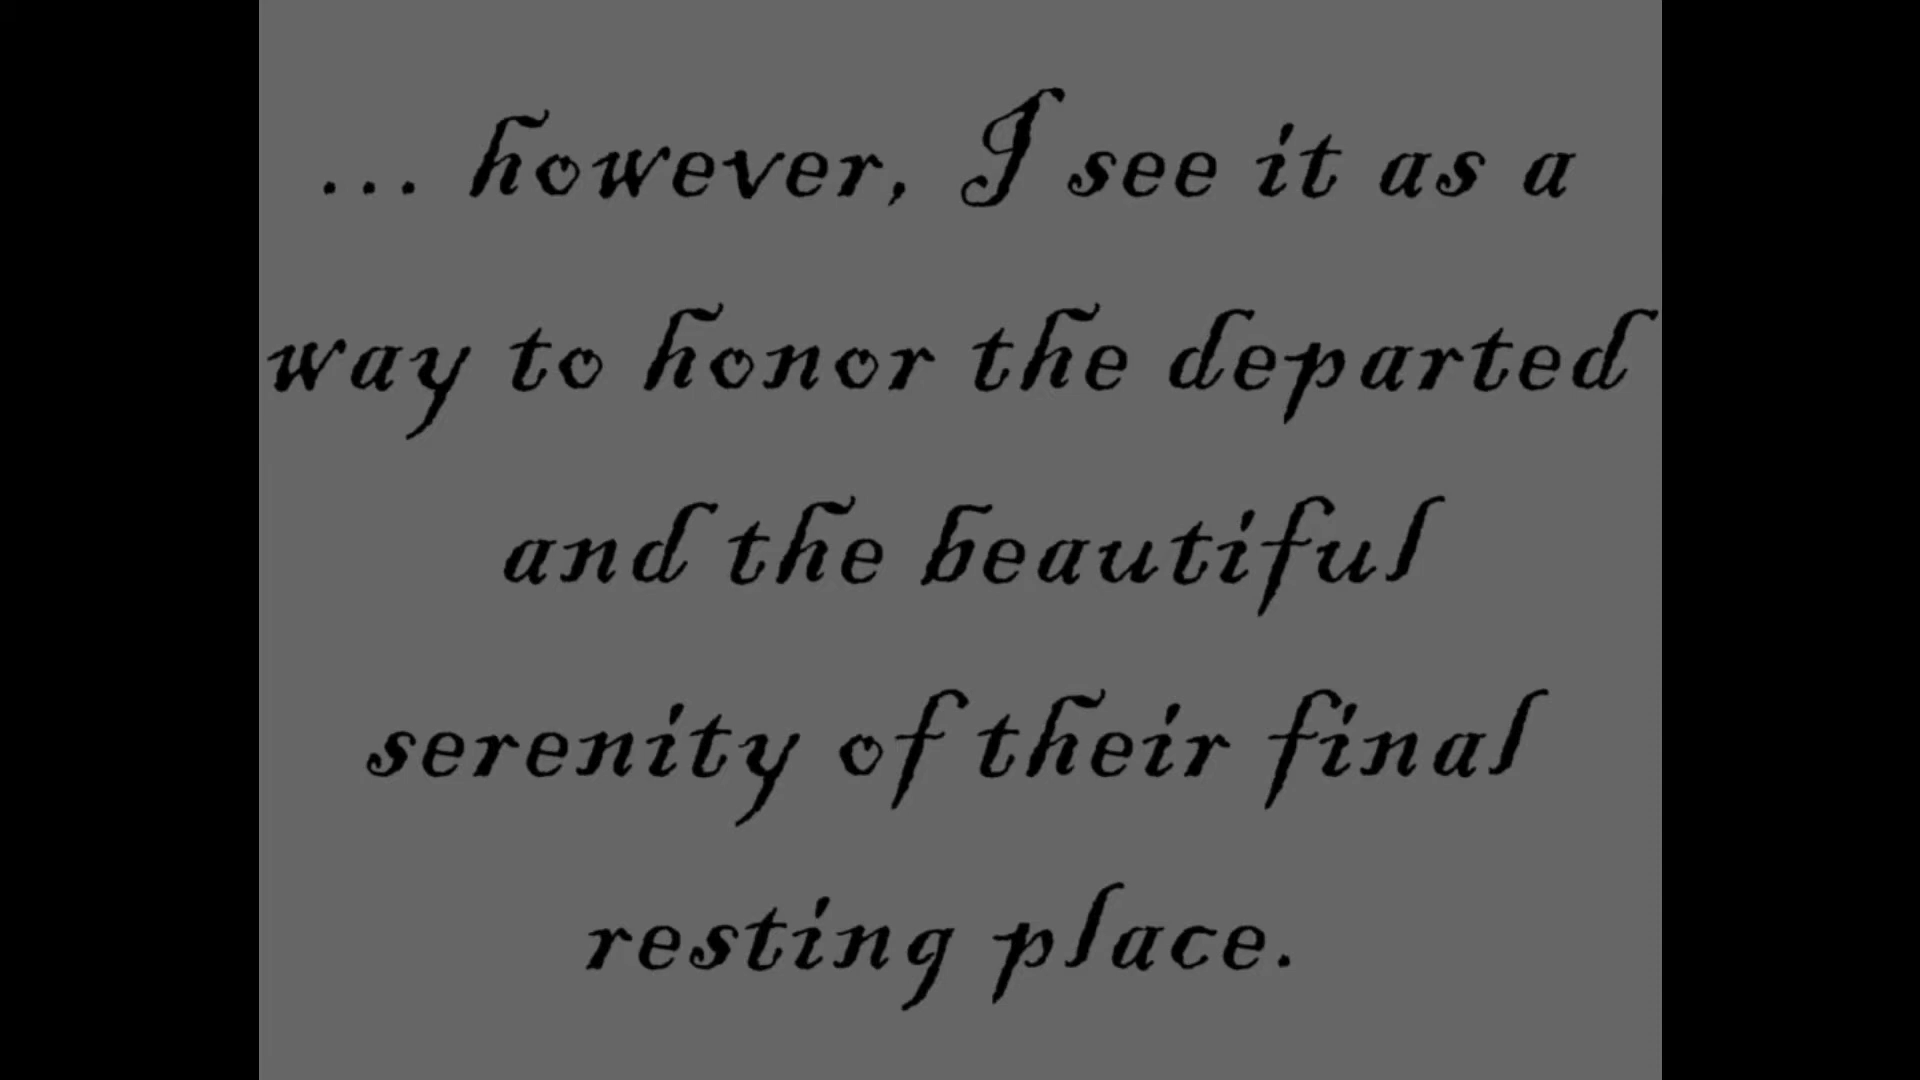 ... however, I see it as a
way to honor the departed
and the beautiful
serenity of their final
resting place.